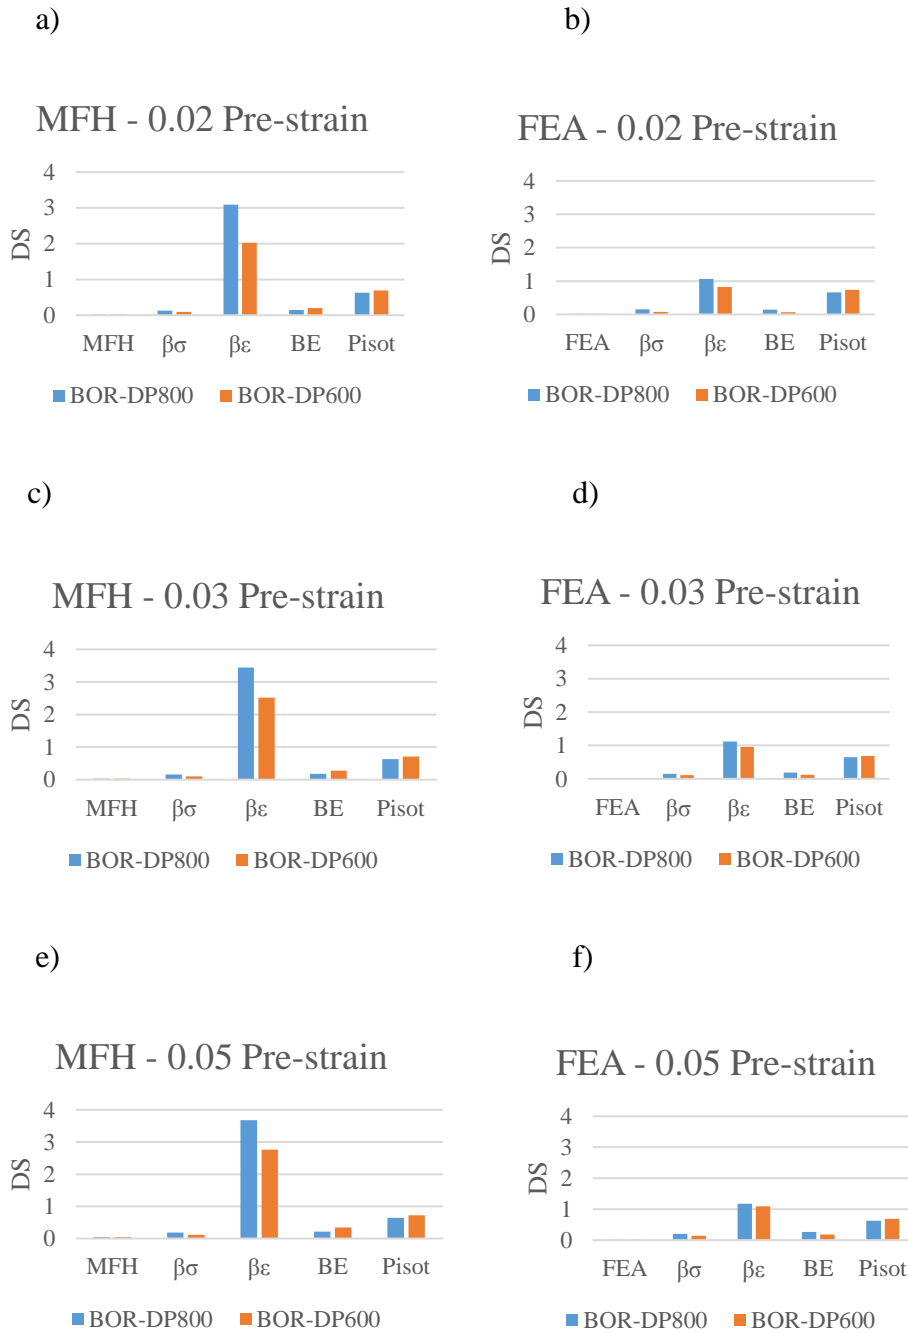 a)
MFH - 0.02 Pre-strain
4
3
2
1
0
DS
MFH βσ βε BE Pisot
BOR-DP800 BOR-DP600
b)
FEA - 0.02 Pre-strain
4
3
2
1
0
DS
FEA βσ βε BE Pisot
BOR-DP800 BOR-DP600
c)
MFH - 0.03 Pre-strain
4
3
2
1
0
DS
MFH βσ βε BE Pisot
BOR-DP800 BOR-DP600
d)
FEA - 0.03 Pre-strain
4
3
2
1
0
DS
FEA βσ βε BE Pisot
BOR-DP800 BOR-DP600
e)
MFH - 0.05 Pre-strain
4
3
2
1
0
DS
MFH βσ βε BE Pisot
BOR-DP800 BOR-DP600
f)
FEA - 0.05 Pre-strain
4
3
2
1
0
DS
FEA βσ βε BE Pisot
BOR-DP800 BOR-DP600